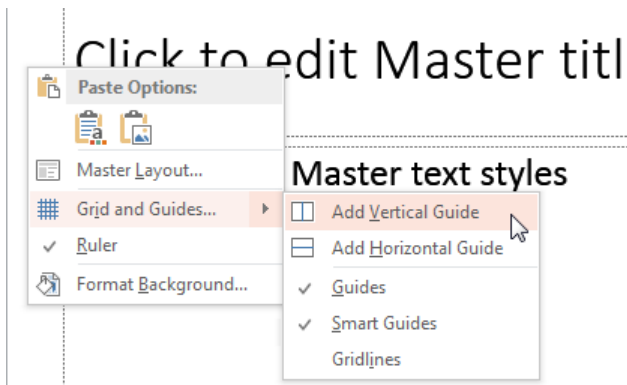 Click to edit Master titl
Paste Options:
Master Layout...
Master text styles
Grid and Guides...
Add Vertical Guide
Ruler
Add Horizontal Guide
Format Background...
Guides
Smart Guides
Gridlines